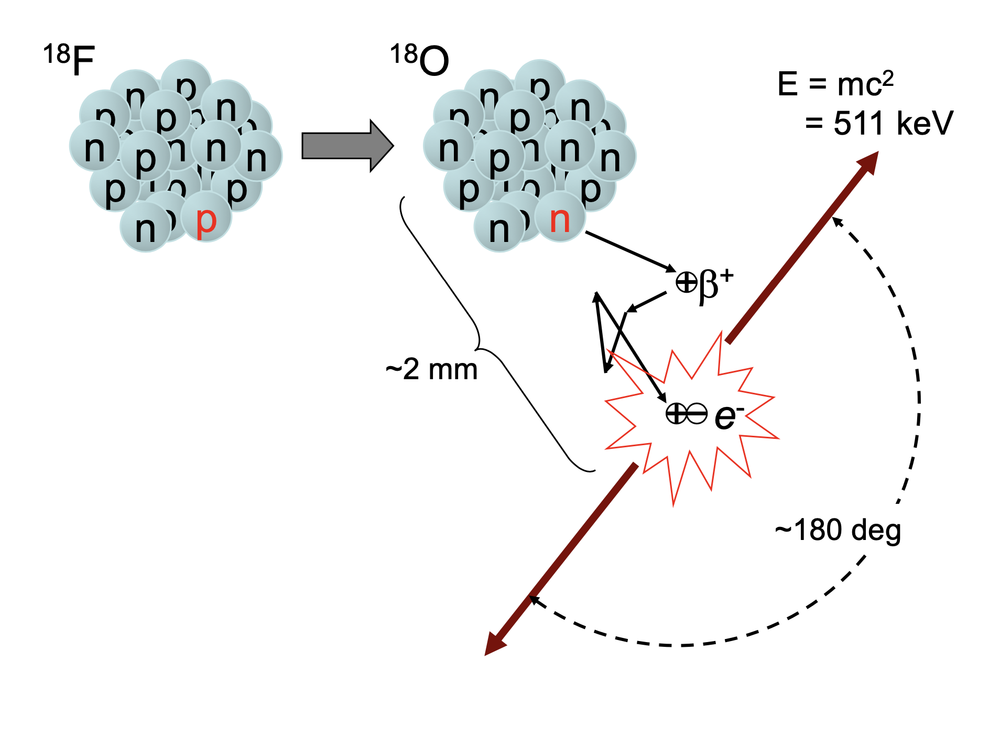 ¹⁸F
n p n
p p
n p n n n
p p p
n p
¹⁸O
n p n
p p
n p n n n
p p p
n n
E = mc²
= 511 keV
β⁺
~2 mm
e⁻
~180 deg